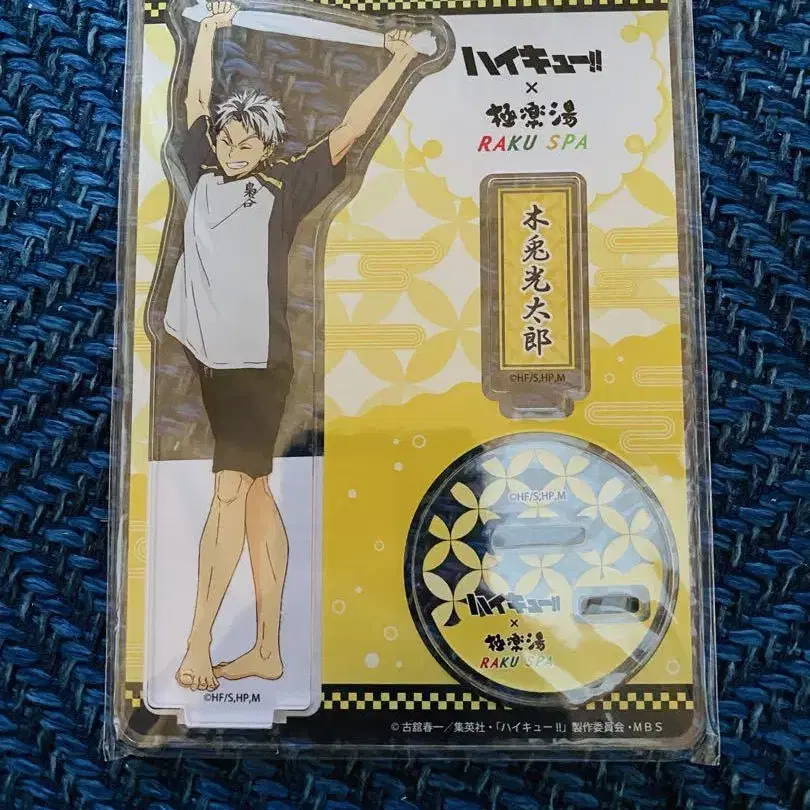 ハイキュー!!
×
極楽湯
RAKU SPA
梟谷
木兎光太郎
©HF/S,HP,M
©HF/S,HP,M
ハイキュー!!
×
極楽湯
RAKU SPA
©HF/S,HP,M
© 古舘春一／集英社・「ハイキュー!!」製作委員会・MBS